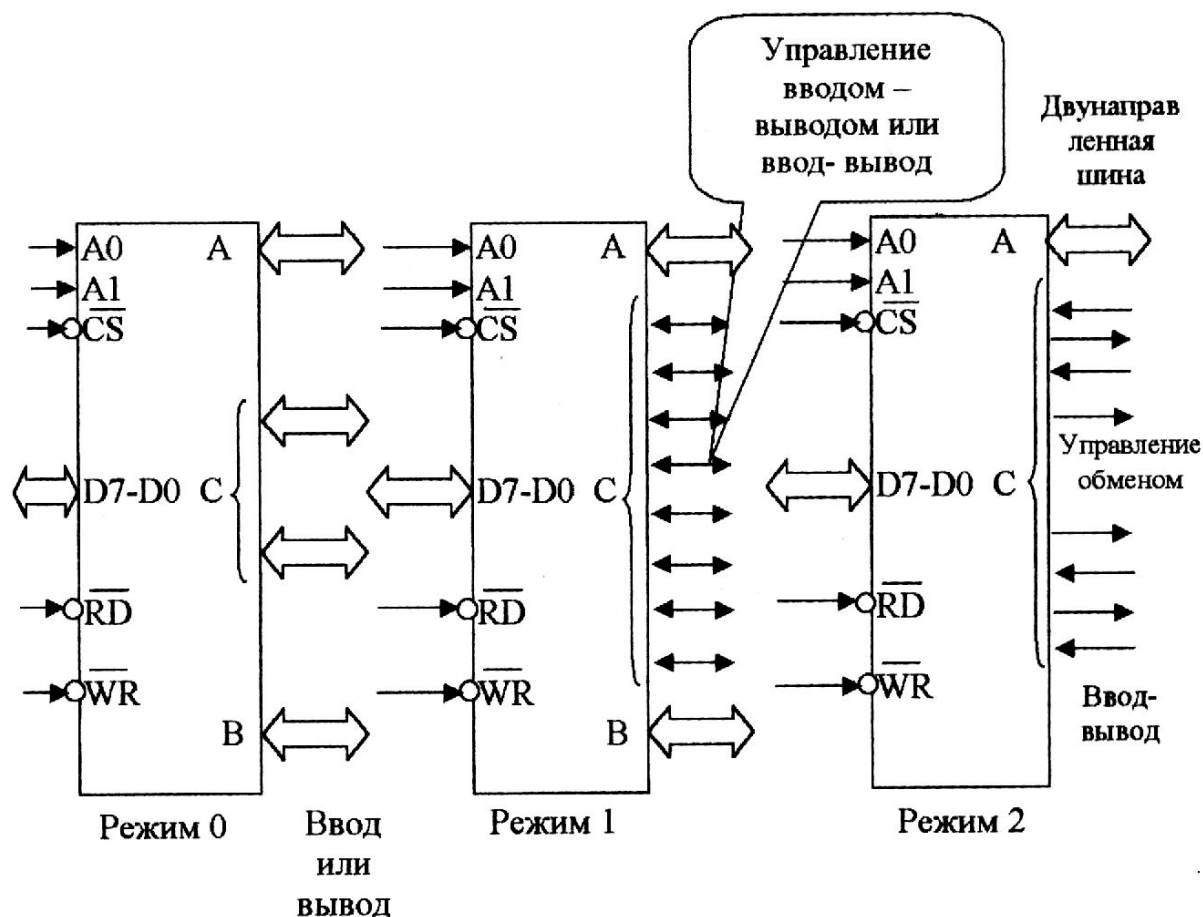 Управление
вводом –
выводом или
ввод- вывод
Двунаправ
ленная
шина
A0 A
A1
CS
D7-D0 C
RD
WR
B
Режим 0
Ввод
или
вывод
A0 A
A1
CS
D7-D0 C
RD
WR
B
Режим 1
A0 A
A1
CS
D7-D0 C
RD
WR
Управление
обменом
Ввод-
вывод
Режим 2